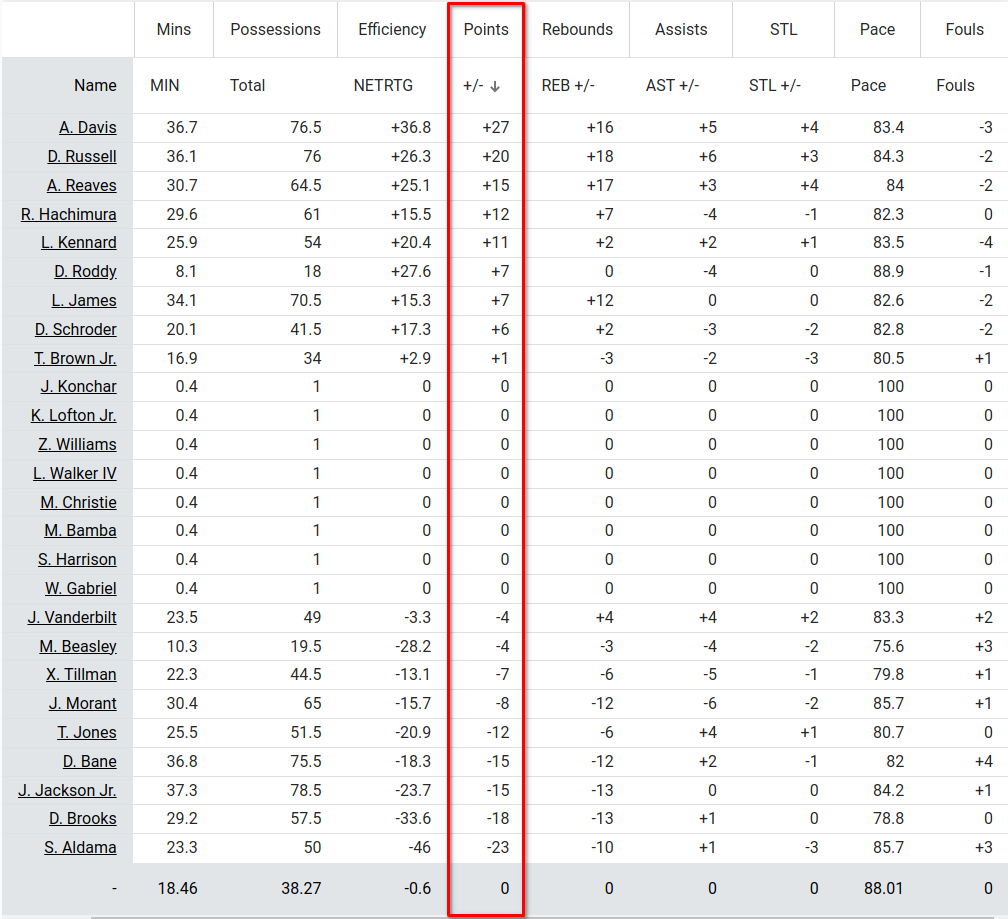 Mins Possessions Efficiency Points Rebounds Assists STL Pace Fouls
Name MIN Total NETRTG +/- ↓ REB +/- AST +/- STL +/- Pace Fouls
A. Davis 36.7 76.5 +36.8 +27 +16 +5 +4 83.4 -3
D. Russell 36.1 76 +26.3 +20 +18 +6 +3 84.3 -2
A. Reaves 30.7 64.5 +25.1 +15 +17 +3 +4 84 -2
R. Hachimura 29.6 61 +15.5 +12 +7 -4 -1 82.3 0
L. Kennard 25.9 54 +20.4 +11 +2 +2 +1 83.5 -4
D. Roddy 8.1 18 +27.6 +7 0 -4 0 88.9 -1
L. James 34.1 70.5 +15.3 +7 +12 0 0 82.6 -2
D. Schroder 20.1 41.5 +17.3 +6 +2 -3 -2 82.8 -2
T. Brown Jr. 16.9 34 +2.9 +1 -3 -2 -3 80.5 +1
J. Konchar 0.4 1 0 0 0 0 0 100 0
K. Lofton Jr. 0.4 1 0 0 0 0 0 100 0
Z. Williams 0.4 1 0 0 0 0 0 100 0
L. Walker IV 0.4 1 0 0 0 0 0 100 0
M. Christie 0.4 1 0 0 0 0 0 100 0
M. Bamba 0.4 1 0 0 0 0 0 100 0
S. Harrison 0.4 1 0 0 0 0 0 100 0
W. Gabriel 0.4 1 0 0 0 0 0 100 0
J. Vanderbilt 23.5 49 -3.3 -4 +4 +4 +2 83.3 +2
M. Beasley 10.3 19.5 -28.2 -4 -3 -4 -2 75.6 +3
X. Tillman 22.3 44.5 -13.1 -7 -6 -5 -1 79.8 +1
J. Morant 30.4 65 -15.7 -8 -12 -6 -2 85.7 +1
T. Jones 25.5 51.5 -20.9 -12 -6 +4 +1 80.7 0
D. Bane 36.8 75.5 -18.3 -15 -12 +2 -1 82 +4
J. Jackson Jr. 37.3 78.5 -23.7 -15 -13 0 0 84.2 +1
D. Brooks 29.2 57.5 -33.6 -18 -13 +1 0 78.8 0
S. Aldama 23.3 50 -46 -23 -10 +1 -3 85.7 +3
- 18.46 38.27 -0.6 0 0 0 0 88.01 0